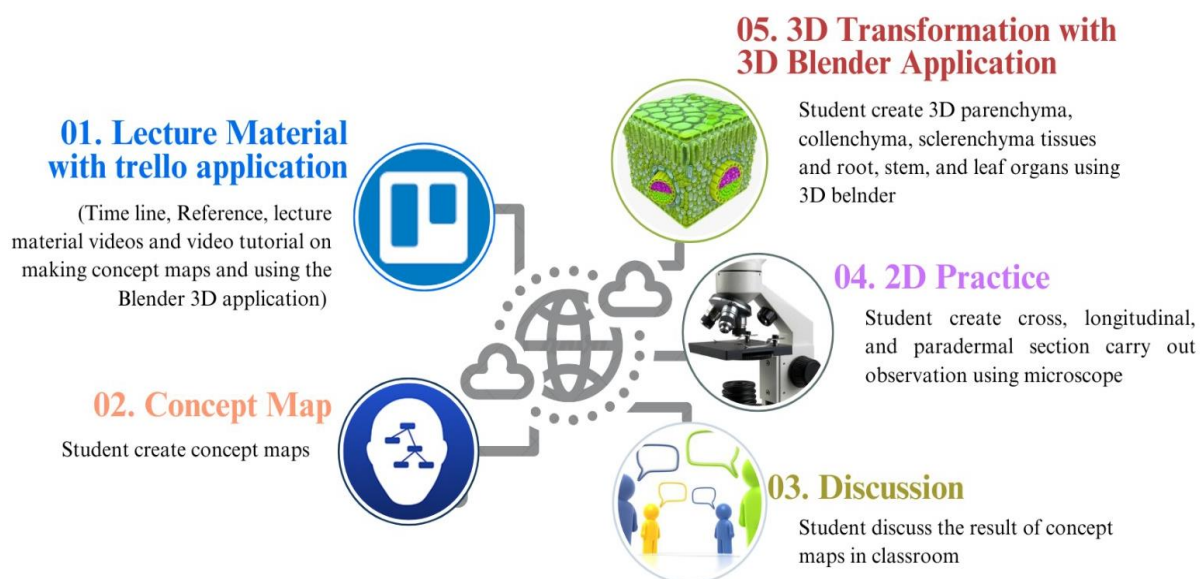 01. Lecture Material
with trello application
(Time line, Reference, lecture
material videos and video tutorial on
making concept maps and using the
Blender 3D application)
02. Concept Map
Student create concept maps
03. Discussion
Student discuss the result of concept
maps in classroom
04. 2D Practice
Student create cross, longitudinal,
and paradermal section carry out
observation using microscope
05. 3D Transformation with
3D Blender Application
Student create 3D parenchyma,
collenchyma, sclerenchyma tissues
and root, stem, and leaf organs using
3D belnder